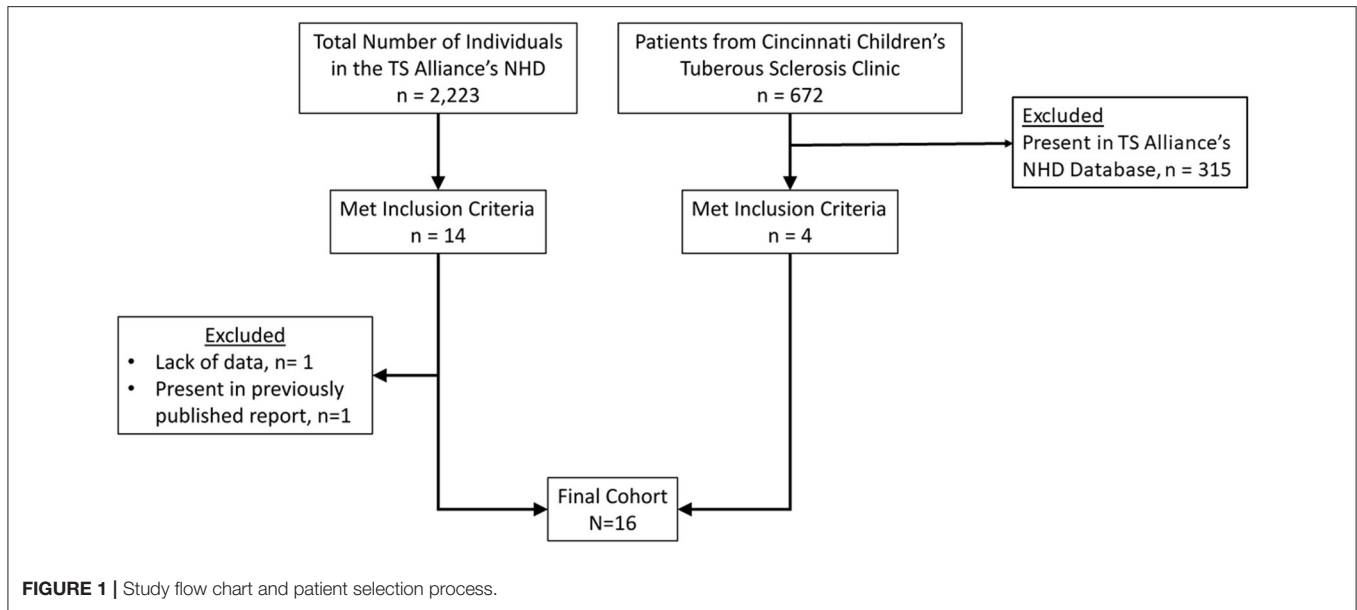 Total Number of Individuals
in the TS Alliance's NHD
n = 2,223
Patients from Cincinnati Children's
Tuberous Sclerosis Clinic
n = 672
Excluded
Present in TS Alliance's
NHD Database, n = 315
Met Inclusion Criteria
n = 14
Met Inclusion Criteria
n = 4
Excluded
• Lack of data, n= 1
• Present in previously
published report, n=1
Final Cohort
N=16
FIGURE 1 | Study flow chart and patient selection process.